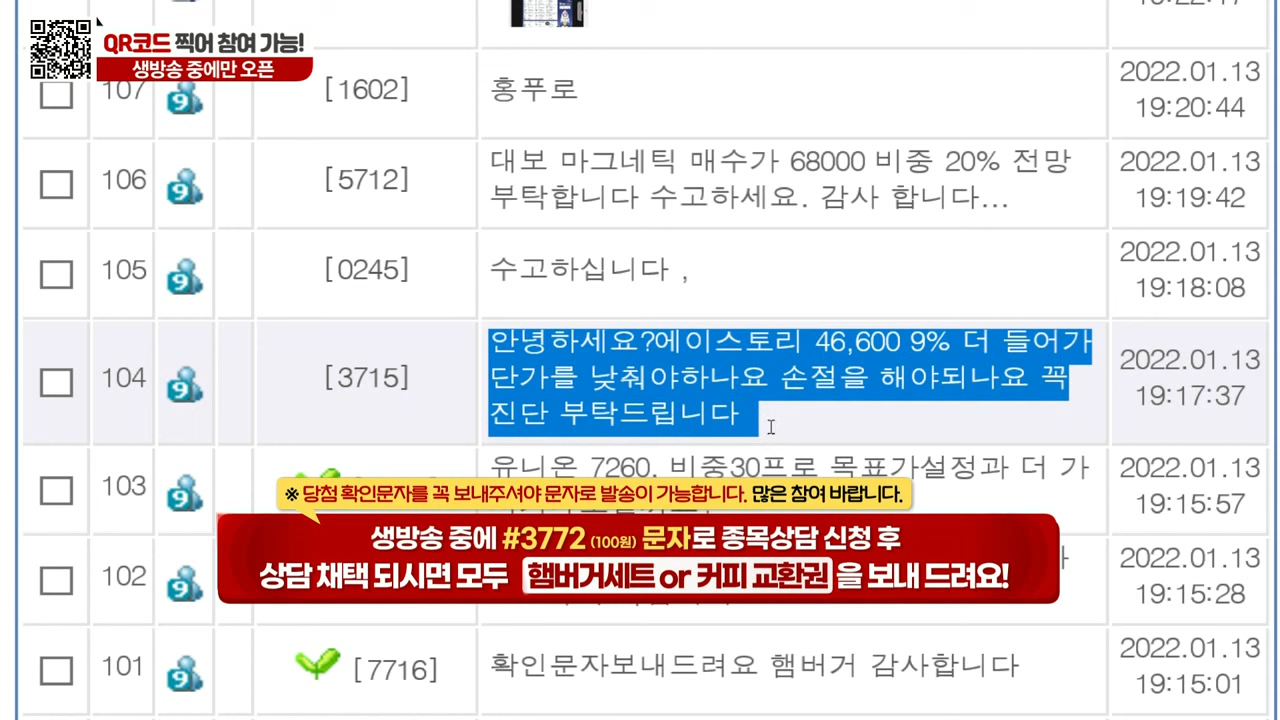 QR코드 찍어 참여 가능!
생방송 중에만 오픈
107 [1602] 홍푸로 2022.01.13
19:20:44
106 [5712] 대보 마그네틱 매수가 68000 비중 20% 전망 2022.01.13
부탁합니다 수고하세요. 감사 합니다... 19:19:42
105 [0245] 수고하십니다 , 2022.01.13
19:18:08
104 [3715] 안녕하세요?에이스토리 46,600 9% 더 들어가 2022.01.13
단가를 낮춰야하나요 손절을 해야되나요 꼭 19:17:37
진단 부탁드립니다
103 유니온 7260. 비중30프로 목표가설정과 더 가 2022.01.13
19:15:57
※ 당첨 확인문자를 꼭 보내주셔야 문자로 발송이 가능합니다. 많은 참여 바랍니다.
생방송 중에 #3772 (100원) 문자로 종목상담 신청 후
상담 채택 되시면 모두 햄버거세트 or 커피 교환권을 보내 드려요!
102 2022.01.13
19:15:28
101 [7716] 확인문자보내드려요 햄버거 감사합니다 2022.01.13
19:15:01